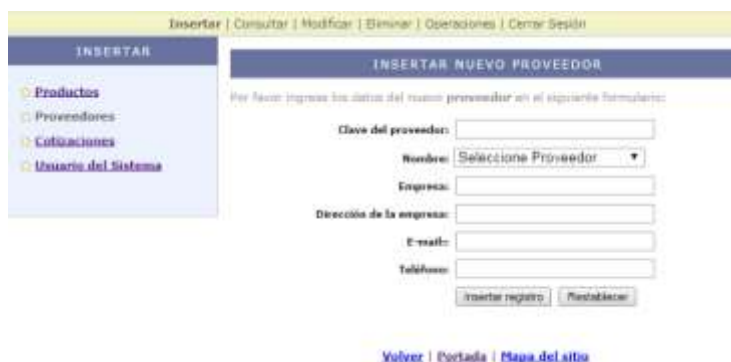 Insertar | Consultar | Modificar | Eliminar | Operaciones | Cerrar Sesión
INSERTAR
Productos
Proveedores
Cotizaciones
Usuario del Sistema
INSERTAR NUEVO PROVEEDOR
Por favor ingrese los datos del nuevo proveedor en el siguiente formulario:
Clave del proveedor:
Nombre: Seleccione Proveedor
Empresa:
Dirección de la empresa:
E-mail:
Teléfono:
Insertar registro Restablecer
Volver | Portada | Mapa del sitio